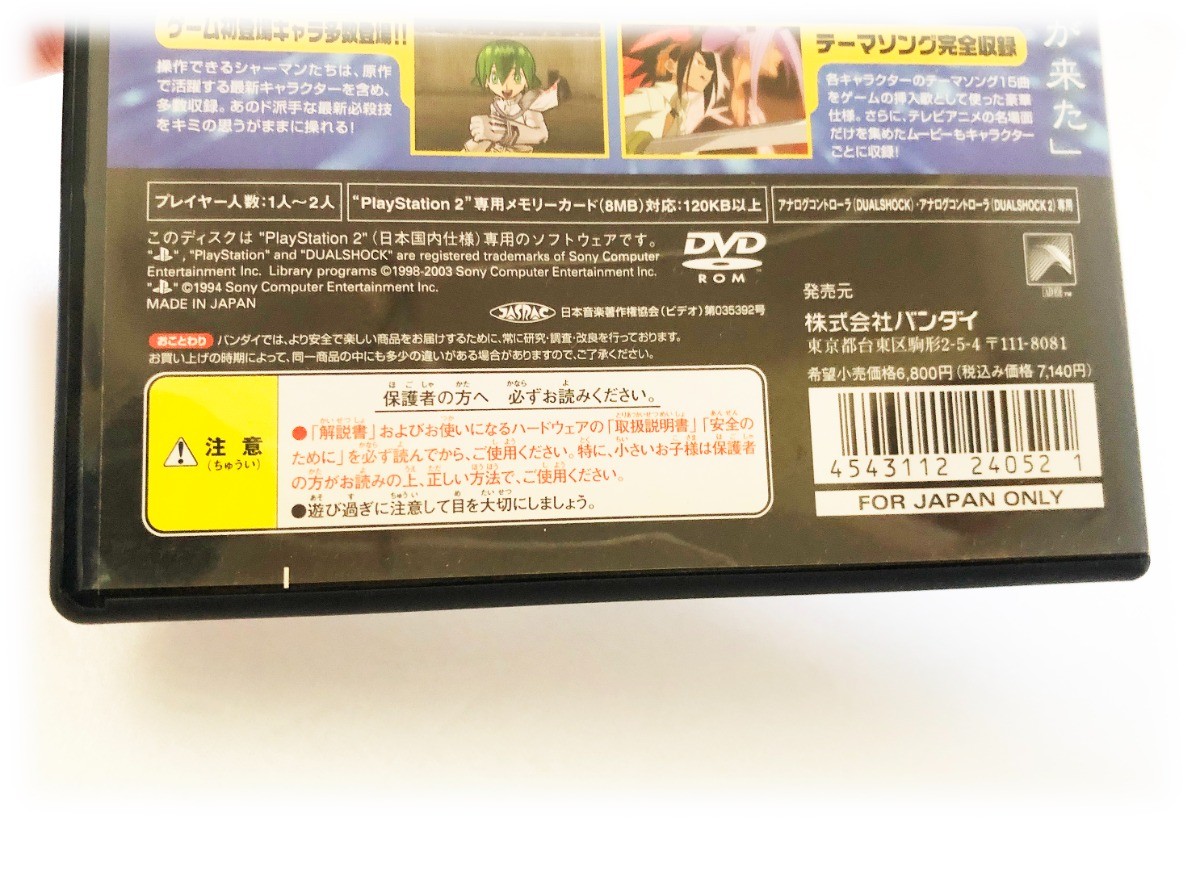 ゲーム初登場キャラ多数登場!!
操作できるシャーマンたちは、原作
で活躍する最新キャラクターを含め、
多数収録。あのド派手な最新必殺技
をキミの思うがままに操れる!
テーマソング完全収録
各キャラクターのテーマソング15曲
をゲームの挿入歌として使った豪華
仕様。さらに、テレビアニメの名場面
だけを集めたムービーもキャラクター
ごとに収録!
が来た」
プレイヤー人数:1人〜2人
"PlayStation 2"専用メモリーカード(8MB)対応:120KB以上
アナログコントローラ(DUALSHOCK)・アナログコントローラ(DUALSHOCK 2)専用
このディスクは "PlayStation 2"(日本国内仕様)専用のソフトウェアです。
" ", "PlayStation" and "DUALSHOCK" are registered trademarks of Sony Computer
Entertainment Inc. Library programs ©1998-2003 Sony Computer Entertainment Inc.
" " ©1994 Sony Computer Entertainment Inc.
MADE IN JAPAN
DVD
ROM
JASRAC 日本音楽著作権協会(ビデオ)第035392号
おことわり バンダイでは、より安全で楽しい商品をお届けするために、常に研究・調査・改良を行っております。
お買い上げの時期によって、同一商品の中にも多少の違いがある場合がありますので、ご了承ください。
発売元
株式会社バンダイ
東京都台東区駒形2-5-4 〒111-8081
希望小売価格6,800円(税込み価格 7,140円)
注意
(ちゅうい)
保護者の方へ 必ずお読みください。
●「解説書」およびお使いになるハードウェアの「取扱説明書」「安全の
ために」を必ず読んでから、ご使用ください。特に、小さいお子様は保護者
の方がお読みの上、正しい方法で、ご使用ください。
●遊び過ぎに注意して目を大切にしましょう。
4543112 24052 1
FOR JAPAN ONLY